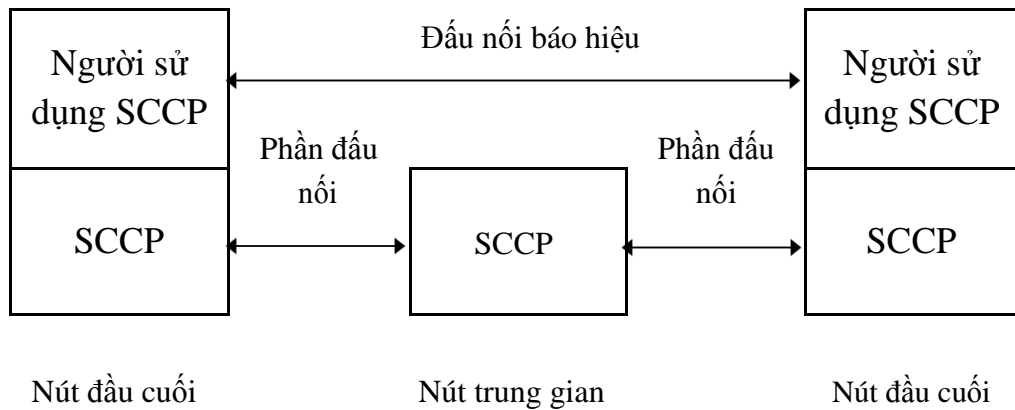 Đấu nối báo hiệu
Người sử
dụng SCCP
Người sử
dụng SCCP
Phần đấu
nối
Phần đấu
nối
SCCP
SCCP
SCCP
Nút đầu cuối
Nút trung gian
Nút đầu cuối